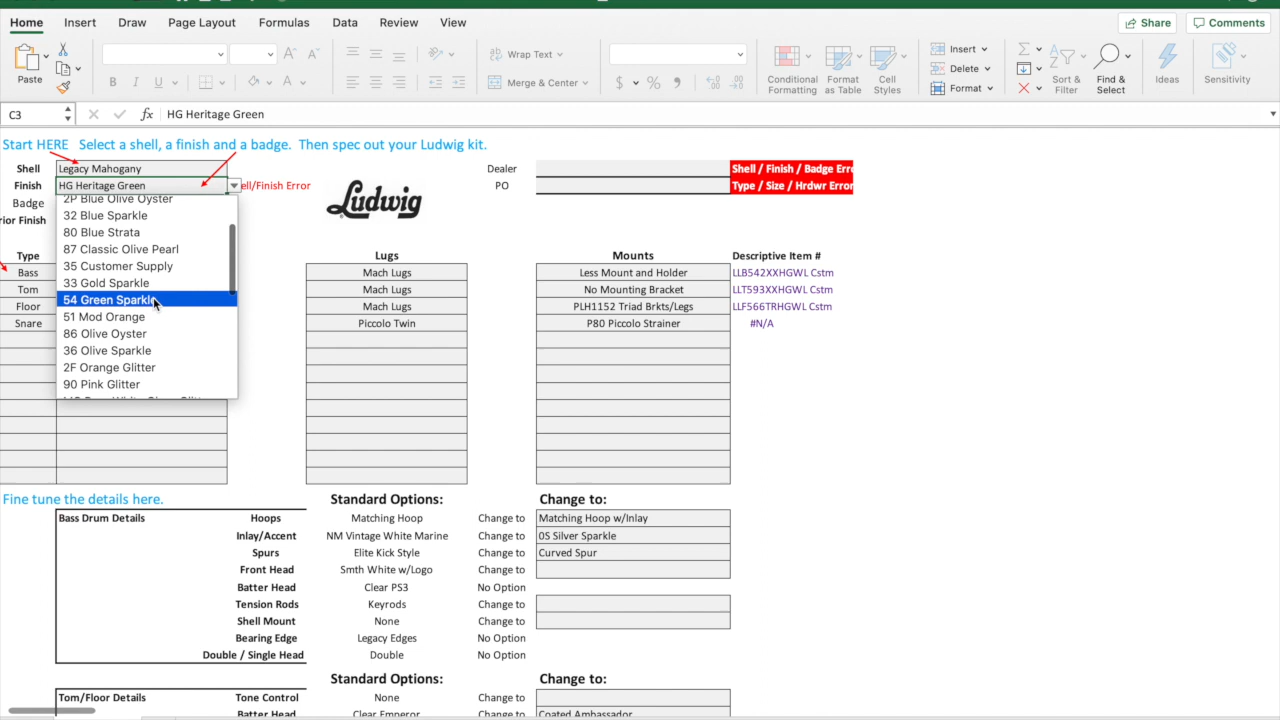 Home Insert Draw Page Layout Formulas Data Review View Share Comments
Paste
B I U
Wrap Text
Merge & Center
$ % 9
Conditional Formatting
Format as Table
Cell Styles
Insert
Delete
Format
Sort & Filter
Find & Select
Ideas
Sensitivity
C3 fx HG Heritage Green
Start HERE Select a shell, a finish and a badge. Then spec out your Ludwig kit.
Shell Legacy Mahogany Dealer Shell / Finish / Badge Erro
Finish HG Heritage Green ell/Finish Error Ludwig PO Type / Size / Hrdwr Error
Badge
rior Finish
2P Blue Olive Oyster
32 Blue Sparkle
80 Blue Strata
87 Classic Olive Pearl
35 Customer Supply
33 Gold Sparkle
54 Green Sparkle
51 Mod Orange
86 Olive Oyster
36 Olive Sparkle
2F Orange Glitter
90 Pink Glitter
Type Lugs Mounts Descriptive Item #
Bass Mach Lugs Less Mount and Holder LLB542XXHGWL Cstm
Tom Mach Lugs No Mounting Bracket LLT593XXHGWL Cstm
Floor Mach Lugs PLH1152 Triad Brkts/Legs LLF566TRHGWL Cstm
Snare Piccolo Twin P80 Piccolo Strainer #N/A
Fine tune the details here. Standard Options: Change to:
Bass Drum Details Hoops Matching Hoop Change to Matching Hoop w/Inlay
Inlay/Accent NM Vintage White Marine Change to 0S Silver Sparkle
Spurs Elite Kick Style Change to Curved Spur
Front Head Smth White w/Logo Change to
Batter Head Clear PS3 No Option
Tension Rods Keyrods Change to
Shell Mount None Change to
Bearing Edge Legacy Edges No Option
Double / Single Head Double No Option
Standard Options: Change to:
Tom/Floor Details Tone Control None Change to
Batter Head Clear Emperor Change to Coated Ambassador